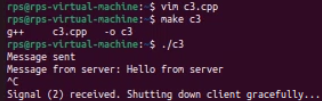 rps@rps-virtual-machine:~$ vim c3.cpp
rps@rps-virtual-machine:~$ make c3
g++     c3.cpp   -o c3
rps@rps-virtual-machine:~$ ./c3
Message sent
Message from server: Hello from server
^C
Signal (2) received. Shutting down client gracefully...